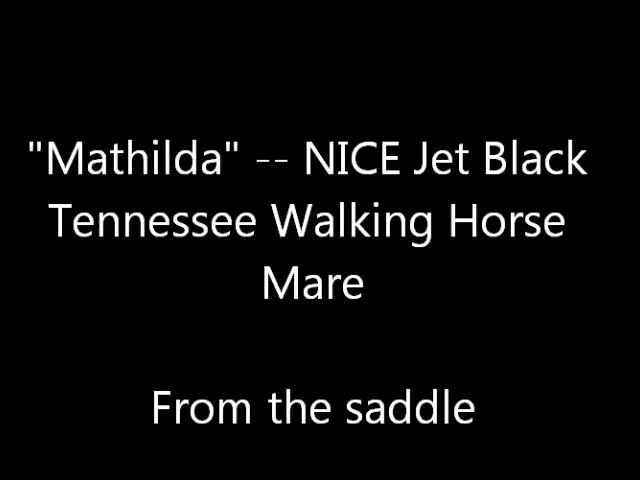 "Mathilda" -- NICE Jet Black
Tennessee Walking Horse
Mare
From the saddle